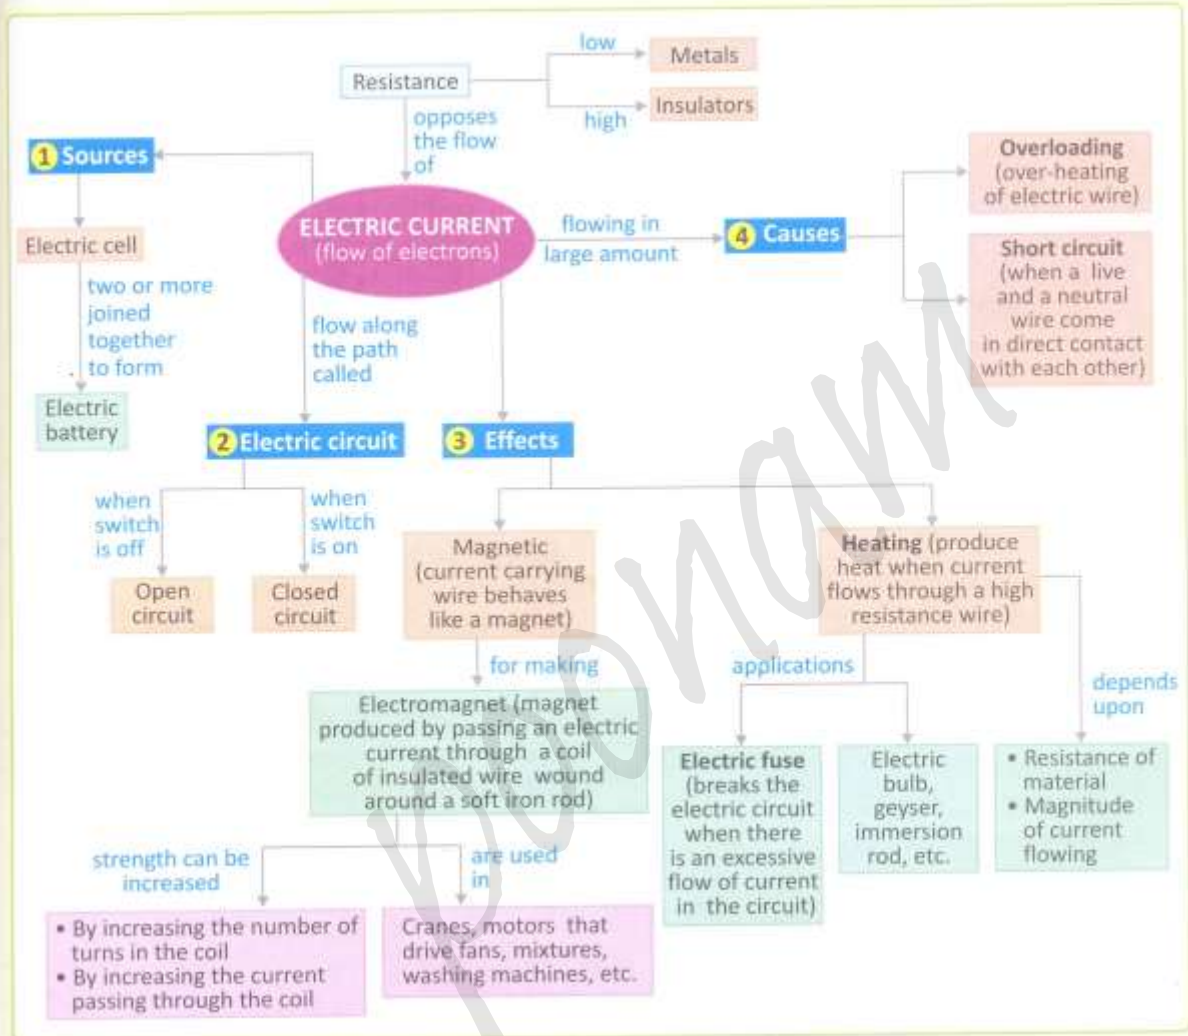 low
Metals
Resistance
Insulators
high
opposes
the flow
of
1 Sources
Electric cell
two or more
joined
together
to form
Electric
battery
ELECTRIC CURRENT
(flow of electrons)
flowing in
large amount
4 Causes
Overloading
(over-heating
of electric wire)
Short circuit
(when a live
and a neutral
wire come
in direct contact
with each other)
flow along
the path
called
2 Electric circuit
when
switch
is off
when
switch
is on
Open
circuit
Closed
circuit
3 Effects
Magnetic
(current carrying
wire behaves
like a magnet)
for making
Electromagnet (magnet
produced by passing an electric
current through a coil
of insulated wire wound
around a soft iron rod)
strength can be
increased
are used
in
• By increasing the number of
turns in the coil
• By increasing the current
passing through the coil
Cranes, motors that
drive fans, mixtures,
washing machines, etc.
Heating (produce
heat when current
flows through a high
resistance wire)
applications
depends
upon
Electric fuse
(breaks the
electric circuit
when there
is an excessive
flow of current
in the circuit)
Electric
bulb,
geyser,
immersion
rod, etc.
• Resistance of
material
• Magnitude
of current
flowing
poonam